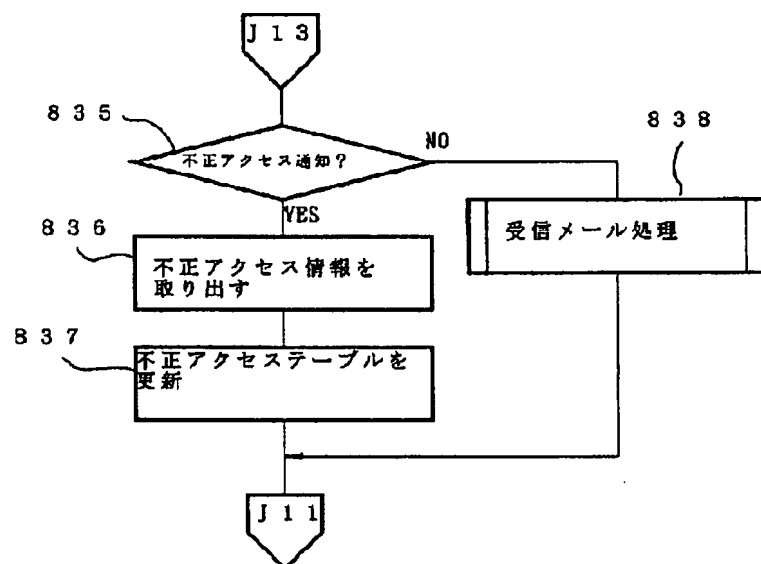 J13
835
不正アクセス通知?
NO
838
YES
受信メール処理
836
不正アクセス情報を
取り出す
837
不正アクセステーブルを
更新
J11